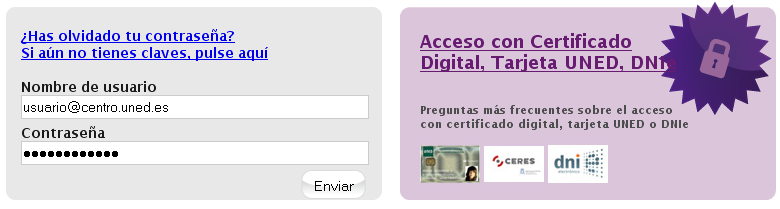 ¿Has olvidado tu contraseña?
Si aún no tienes claves, pulse aquí
Nombre de usuario
usuario@centro.uned.es
Contraseña
●●●●●●●●●●●●
Enviar
Acceso con Certificado
Digital, Tarjeta UNED, DNIe
Preguntas más frecuentes sobre el acceso
con certificado digital, tarjeta UNED o DNIe
CERES
dni
electrónico